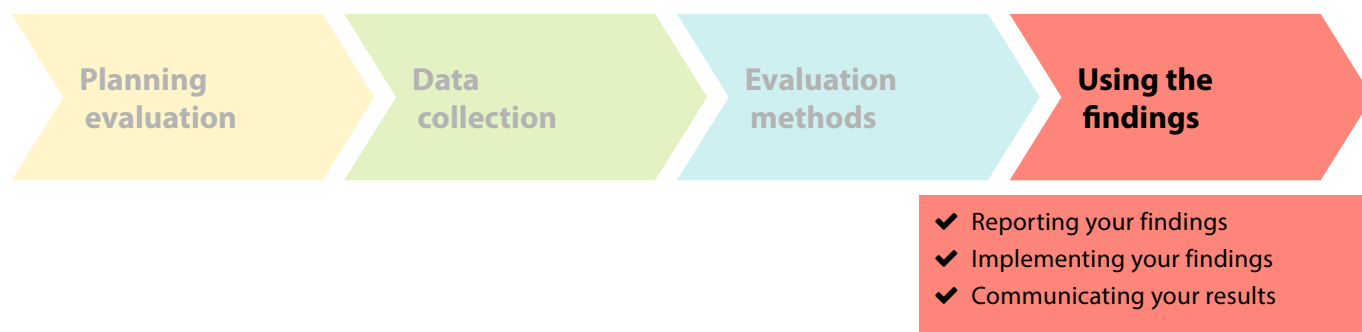 Planning
evaluation
Data
collection
Evaluation
methods
Using the
findings
✔ Reporting your findings
✔ Implementing your findings
✔ Communicating your results